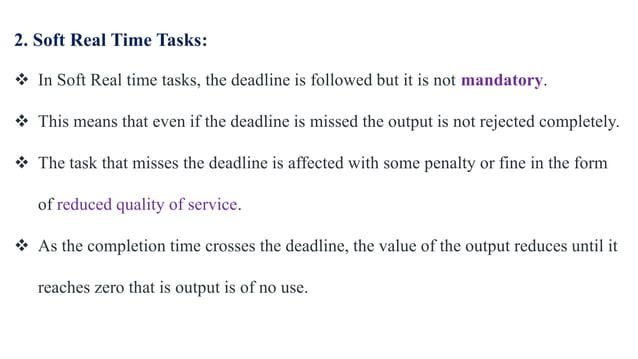 2. Soft Real Time Tasks:
❖ In Soft Real time tasks, the deadline is followed but it is not mandatory.
❖ This means that even if the deadline is missed the output is not rejected completely.
❖ The task that misses the deadline is affected with some penalty or fine in the form
of reduced quality of service.
❖ As the completion time crosses the deadline, the value of the output reduces until it
reaches zero that is output is of no use.